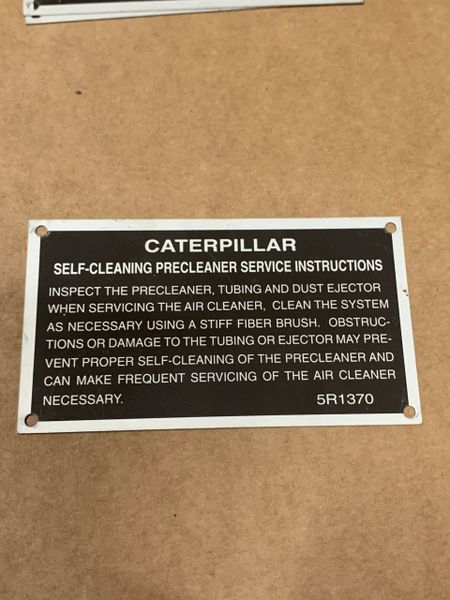 CATERPILLAR
SELF-CLEANING PRECLEANER SERVICE INSTRUCTIONS
INSPECT THE PRECLEANER, TUBING AND DUST EJECTOR
WHEN SERVICING THE AIR CLEANER, CLEAN THE SYSTEM
AS NECESSARY USING A STIFF FIBER BRUSH. OBSTRUC-
TIONS OR DAMAGE TO THE TUBING OR EJECTOR MAY PRE-
VENT PROPER SELF-CLEANING OF THE PRECLEANER AND
CAN MAKE FREQUENT SERVICING OF THE AIR CLEANER
NECESSARY. 5R1370